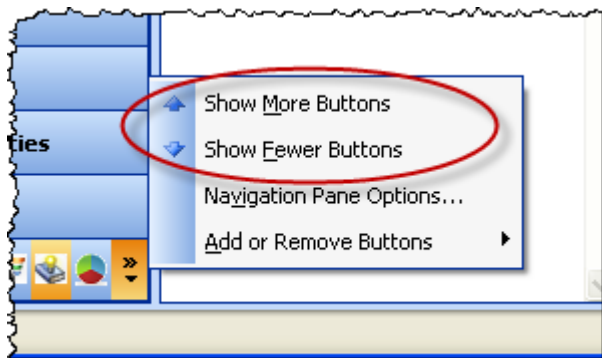 Show More Buttons
ties
Show Fewer Buttons
Navigation Pane Options...
Add or Remove Buttons